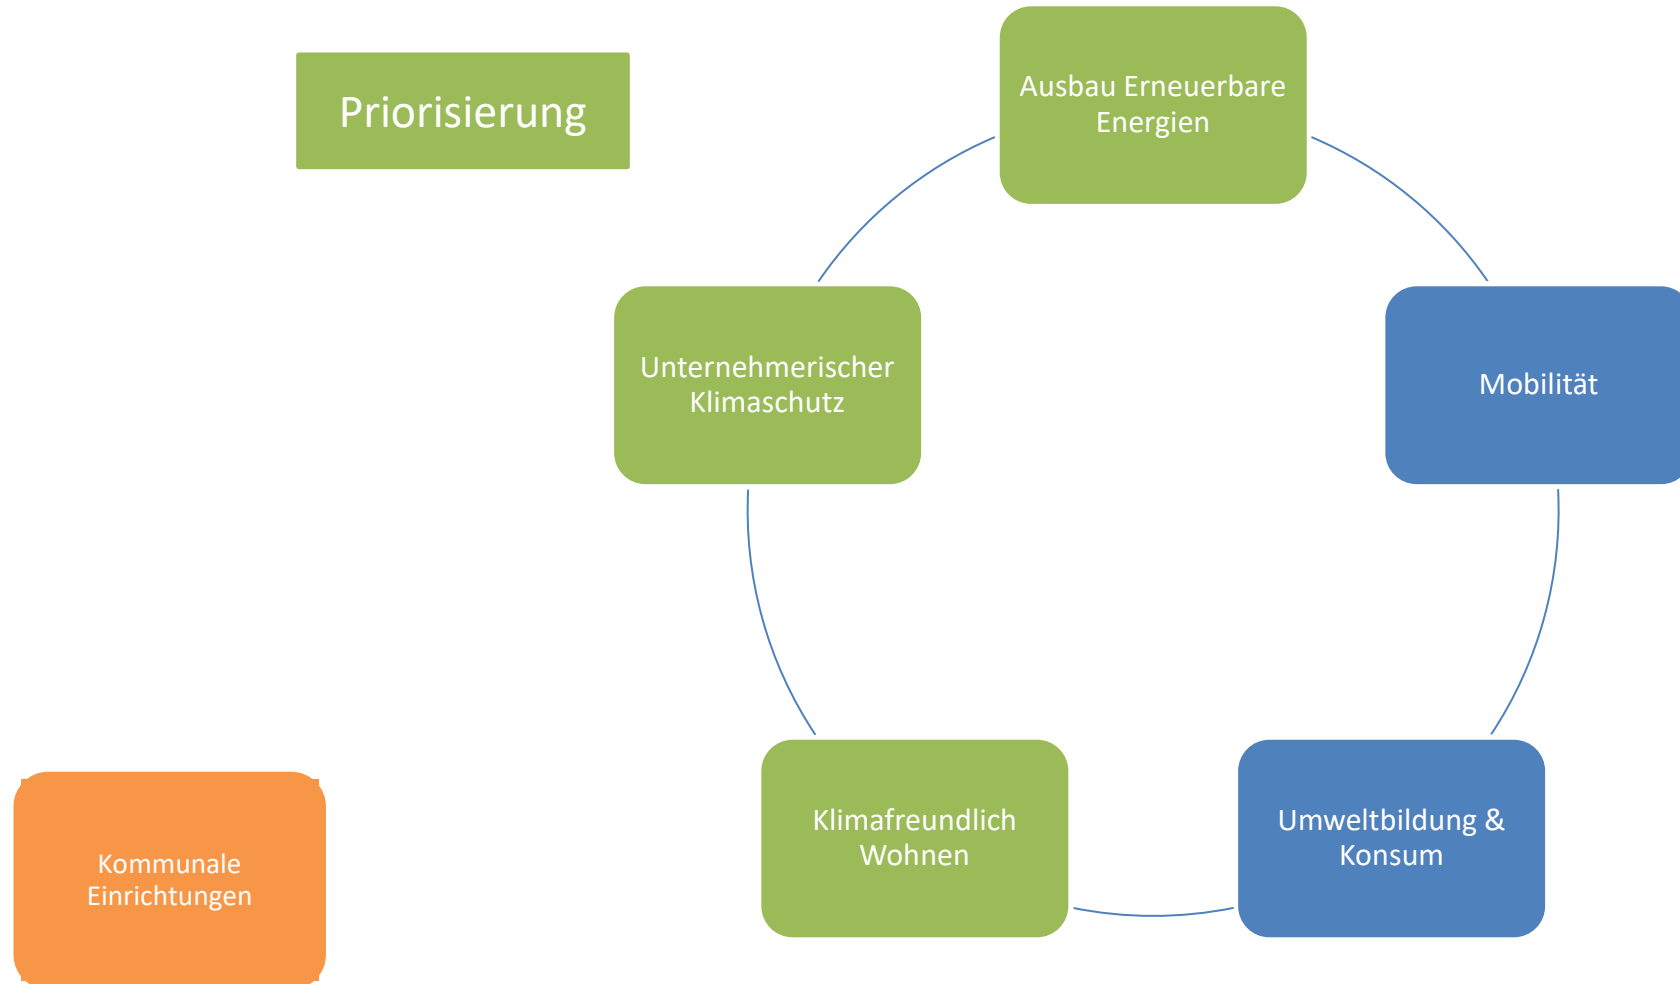 Priorisierung
Ausbau Erneuerbare
Energien
Unternehmerischer
Klimaschutz
Mobilität
Klimafreundlich
Wohnen
Umweltbildung &
Konsum
Kommunale
Einrichtungen